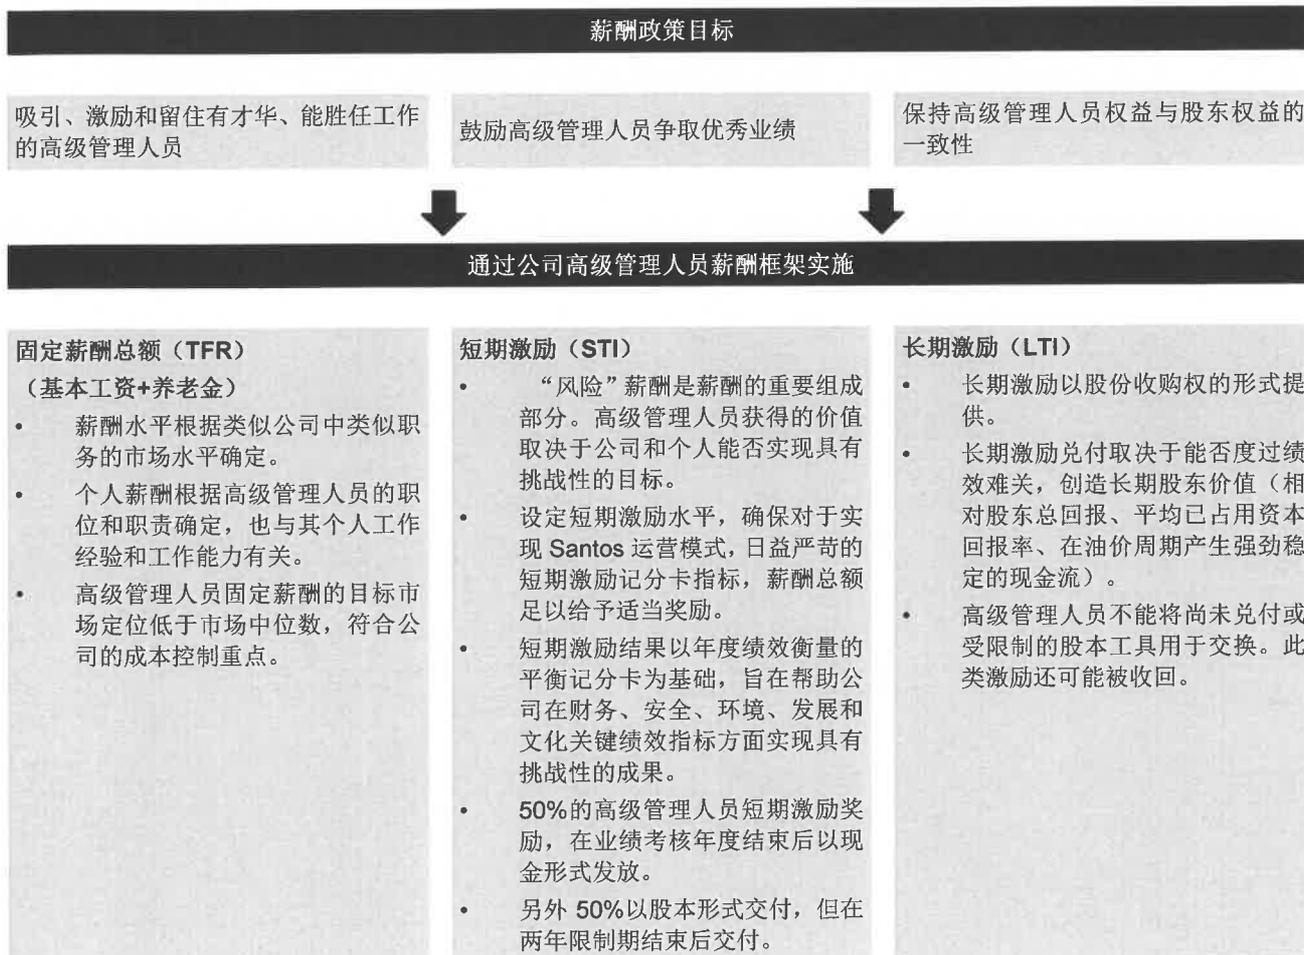 薪酬政策目标
吸引、激励和留住有才华、能胜任工作
的高级管理人员
鼓励高级管理人员争取优秀业绩
保持高级管理人员权益与股东权益的
一致性
通过公司高级管理人员薪酬框架实施
固定薪酬总额（TFR）
（基本工资+养老金）
• 薪酬水平根据类似公司中类似职
务的市场水平确定。
• 个人薪酬根据高级管理人员的职
位和职责确定，也与其个人工作
经验和工作能力有关。
• 高级管理人员固定薪酬的目标市
场定位低于市场中位数，符合公
司的成本控制重点。
短期激励（STI）
• “风险”薪酬是薪酬的重要组成
部分。高级管理人员获得的价值
取决于公司和个人能否实现具有
挑战性的目标。
• 设定短期激励水平，确保对于实
现 Santos 运营模式，日益严苛的
短期激励记分卡指标，薪酬总额
足以给予适当奖励。
• 短期激励结果以年度绩效衡量的
平衡记分卡为基础，旨在帮助公
司在财务、安全、环境、发展和
文化关键绩效指标方面实现具有
挑战性的成果。
• 50%的高级管理人员短期激励奖
励，在业绩考核年度结束后以现
金形式发放。
• 另外 50%以股本形式交付，但在
两年限制期结束后交付。
长期激励（LTI）
• 长期激励以股份收购权的形式提
供。
• 长期激励兑付取决于能否度过绩
效难关，创造长期股东价值（相
对股东总回报、平均已占用资本
回报率、在油价周期产生强劲稳
定的现金流）。
• 高级管理人员不能将尚未兑付或
受限制的股本工具用于交换。此
类激励还可能被收回。